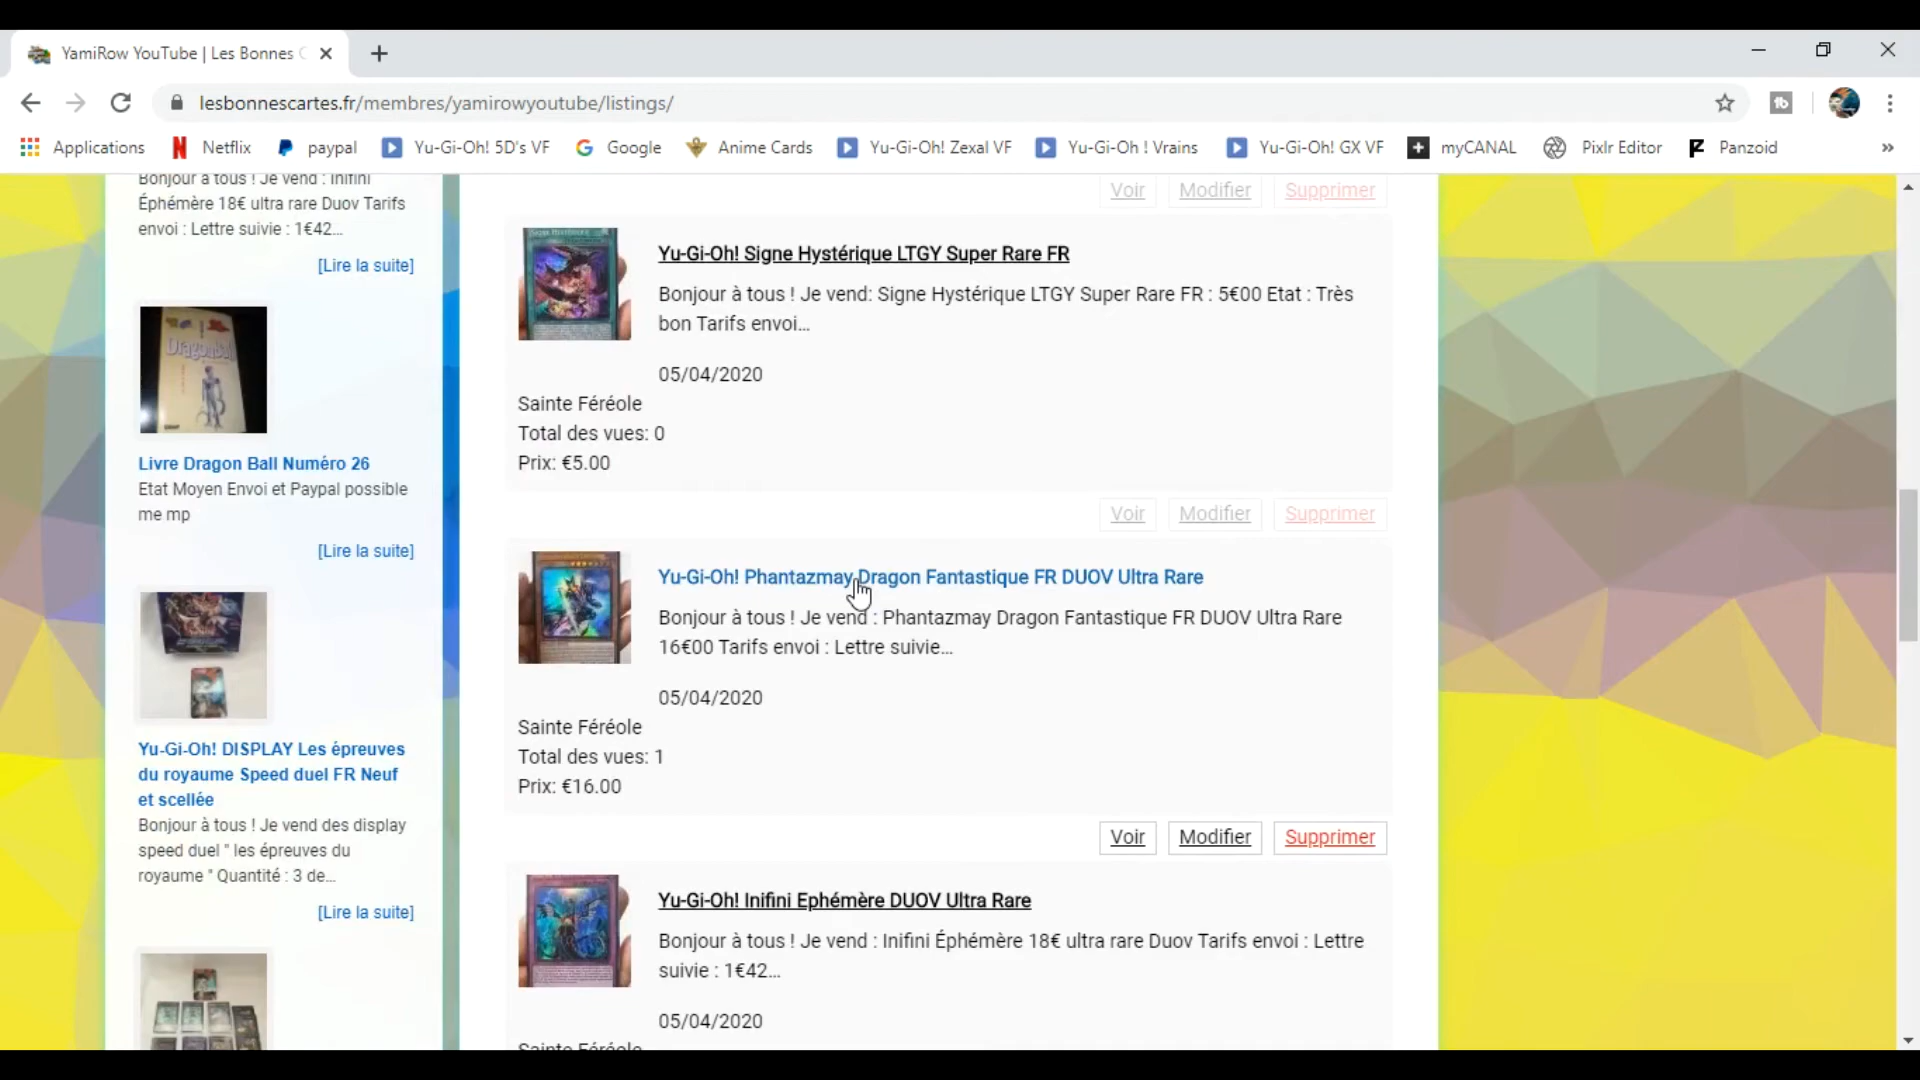 YamiRow YouTube | Les Bonnes
lesbonnescartes.fr/membres/yamirowyoutube/listings/
Applications
Netflix
paypal
Yu-Gi-Oh! 5D's VF
Google
Anime Cards
Yu-Gi-Oh! Zexal VF
Yu-Gi-Oh ! Vrains
Yu-Gi-Oh! GX VF
myCANAL
Pixlr Editor
Panzoid
»
Bonjour à tous ! Je vend : Inifini
Éphémère 18€ ultra rare Duov Tarifs
envoi : Lettre suivie : 1€42...
[Lire la suite]
Livre Dragon Ball Numéro 26
Etat Moyen Envoi et Paypal possible
me mp
[Lire la suite]
Yu-Gi-Oh! DISPLAY Les épreuves
du royaume Speed duel FR Neuf
et scellée
Bonjour à tous ! Je vend des display
speed duel " les épreuves du
royaume " Quantité : 3 de...
[Lire la suite]
Voir Modifier Supprimer
Yu-Gi-Oh! Signe Hystérique LTGY Super Rare FR
Bonjour à tous ! Je vend: Signe Hystérique LTGY Super Rare FR : 5€00 Etat : Très
bon Tarifs envoi...
05/04/2020
Sainte Féréole
Total des vues: 0
Prix: €5.00
Voir Modifier Supprimer
Yu-Gi-Oh! Phantazmay Dragon Fantastique FR DUOV Ultra Rare
Bonjour à tous ! Je vend : Phantazmay Dragon Fantastique FR DUOV Ultra Rare
16€00 Tarifs envoi : Lettre suivie...
05/04/2020
Sainte Féréole
Total des vues: 1
Prix: €16.00
Voir Modifier Supprimer
Yu-Gi-Oh! Inifini Ephémère DUOV Ultra Rare
Bonjour à tous ! Je vend : Inifini Éphémère 18€ ultra rare Duov Tarifs envoi : Lettre
suivie : 1€42...
05/04/2020
Sainte Féréole